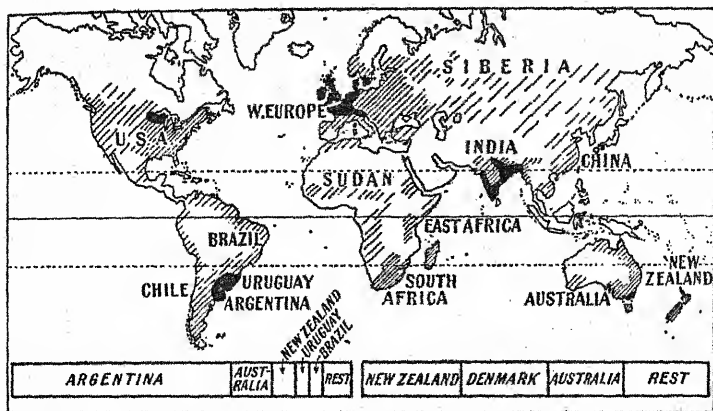 SIBERIA
W.EUROPE
U.S.A.
INDIA
CHINA
SUDAN
EAST AFRICA
BRAZIL
NEW
ZEALAND
CHILE
URUGUAY
ARGENTINA
SOUTH
AFRICA
AUSTRALIA
NEW ZEALAND
URUGUAY
BRAZIL
ARGENTINA
AUST-
RALIA
REST
NEW ZEALAND
DENMARK
AUSTRALIA
REST